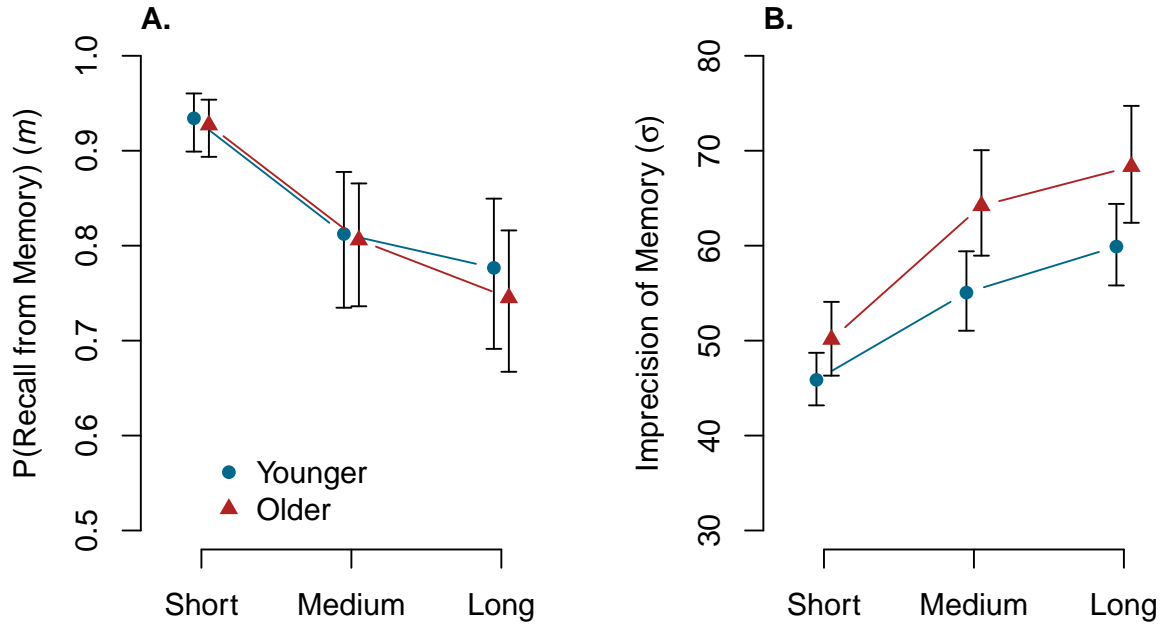 A.
P(Recall from Memory) (m)
1.0
0.9
0.8
0.7
0.6
0.5
Younger
Older
Short Medium Long
B.
Imprecision of Memory (σ)
80
70
60
50
40
30
Short Medium Long